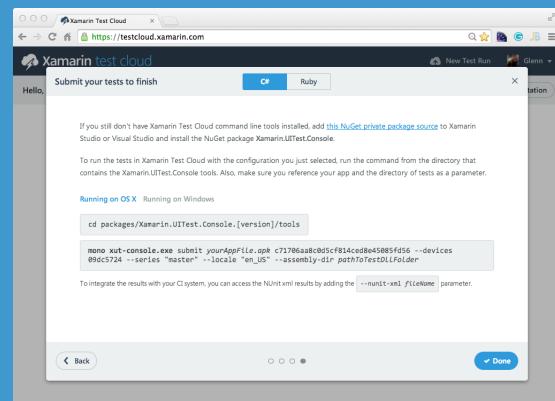 Xamarin Test Cloud
https://testcloud.xamarin.com
Xamarin test cloud
New Test Run
Glenn
Hello,
tation
Submit your tests to finish
C#
Ruby
If you still don't have Xamarin Test Cloud command line tools installed, add this NuGet private package source to Xamarin
Studio or Visual Studio and install the NuGet package Xamarin.UITest.Console.
To run the tests in Xamarin Test Cloud with the configuration you just selected, run the command from the directory that
contains the Xamarin.UITest.Console tools. Also, make sure you reference your app and the directory of tests as a parameter.
Running on OS X Running on Windows
cd packages/Xamarin.UITest.Console.[version]/tools
mono xut-console.exe submit yourAppFile.apk c71706aa8c0d5cf814ced8e45085fd56 --devices
09dc5724 --series "master" --locale "en_US" --assembly-dir pathToTestDllFolder
To integrate the results with your CI system, you can access the NUnit xml results by adding the --nunit-xml fileName parameter.
Back
Done